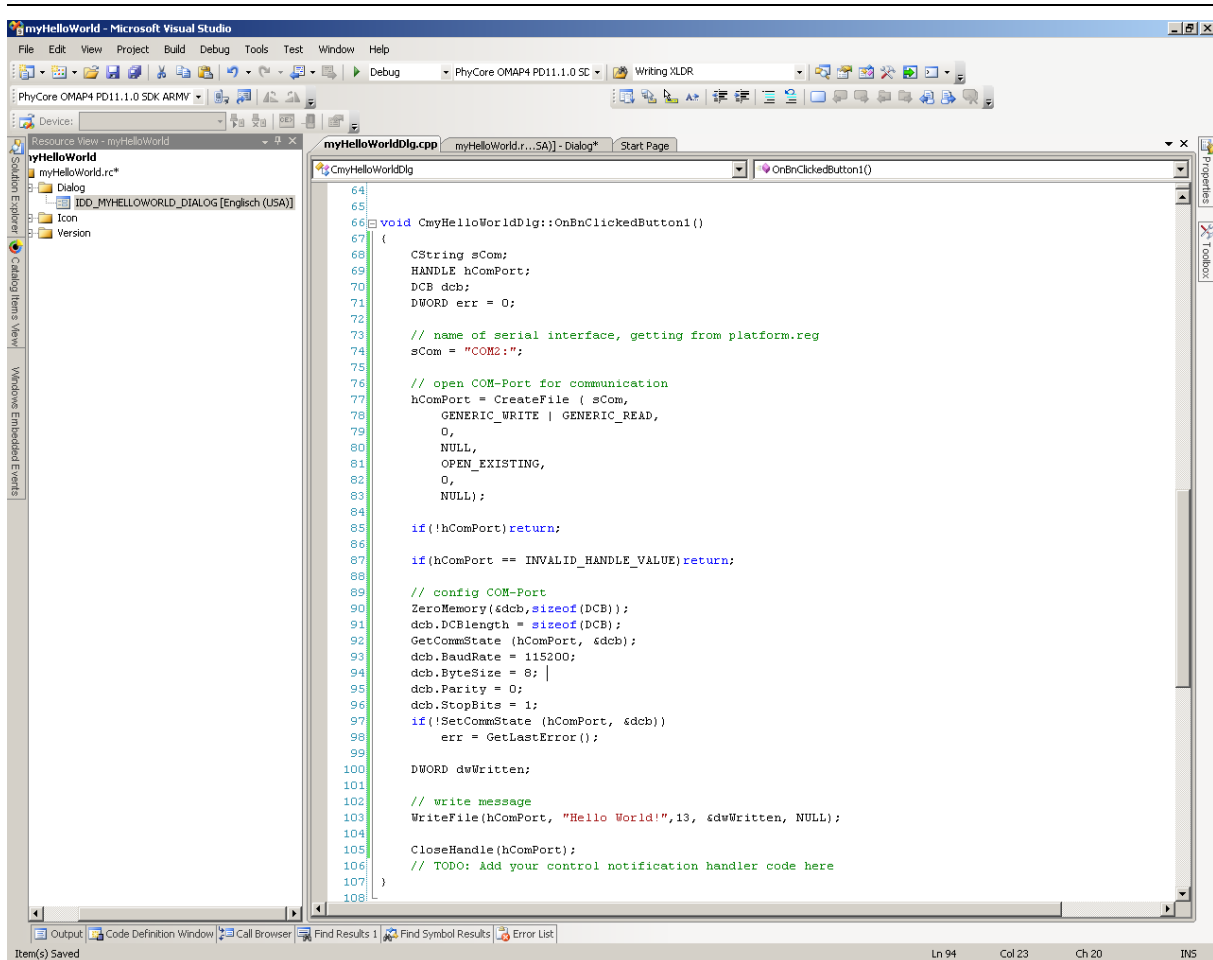 myHelloWorld - Microsoft Visual Studio
File Edit View Project Build Debug Tools Test Window Help
Debug PhyCore OMAP4 PD11.1.0 SC Writing XLDR
PhyCore OMAP4 PD11.1.0 SDK ARMV
Device:
Resource View - myHelloWorld
yHelloWorld
myHelloWorld.rc*
Dialog
IDD_MYHELLOWORLD_DIALOG [Englisch (USA)]
Icon
Version
Solution Explorer
Catalog Items View
Windows Embedded Events
myHelloWorldDlg.cpp myHelloWorld.r...SA)] - Dialog* Start Page
CmyHelloWorldDlg OnBnClickedButton1()
64
65
66 void CmyHelloWorldDlg::OnBnClickedButton1()
67 {
68 CString sCom;
69 HANDLE hComPort;
70 DCB dcb;
71 DWORD err = 0;
72
73 // name of serial interface, getting from platform.reg
74 sCom = "COM2:";
75
76 // open COM-Port for communication
77 hComPort = CreateFile ( sCom,
78 GENERIC_WRITE | GENERIC_READ,
79 0,
80 NULL,
81 OPEN_EXISTING,
82 0,
83 NULL);
84
85 if(!hComPort)return;
86
87 if(hComPort == INVALID_HANDLE_VALUE)return;
88
89 // config COM-Port
90 ZeroMemory(&dcb,sizeof(DCB));
91 dcb.DCBlength = sizeof(DCB);
92 GetCommState (hComPort, &dcb);
93 dcb.BaudRate = 115200;
94 dcb.ByteSize = 8;
95 dcb.Parity = 0;
96 dcb.StopBits = 1;
97 if(!SetCommState (hComPort, &dcb))
98 err = GetLastError();
99
100 DWORD dwWritten;
101
102 // write message
103 WriteFile(hComPort, "Hello World!",13, &dwWritten, NULL);
104
105 CloseHandle(hComPort);
106 // TODO: Add your control notification handler code here
107 }
108
Properties
Toolbox
Output Code Definition Window Call Browser Find Results 1 Find Symbol Results Error List
Item(s) Saved Ln 94 Col 23 Ch 20 INS